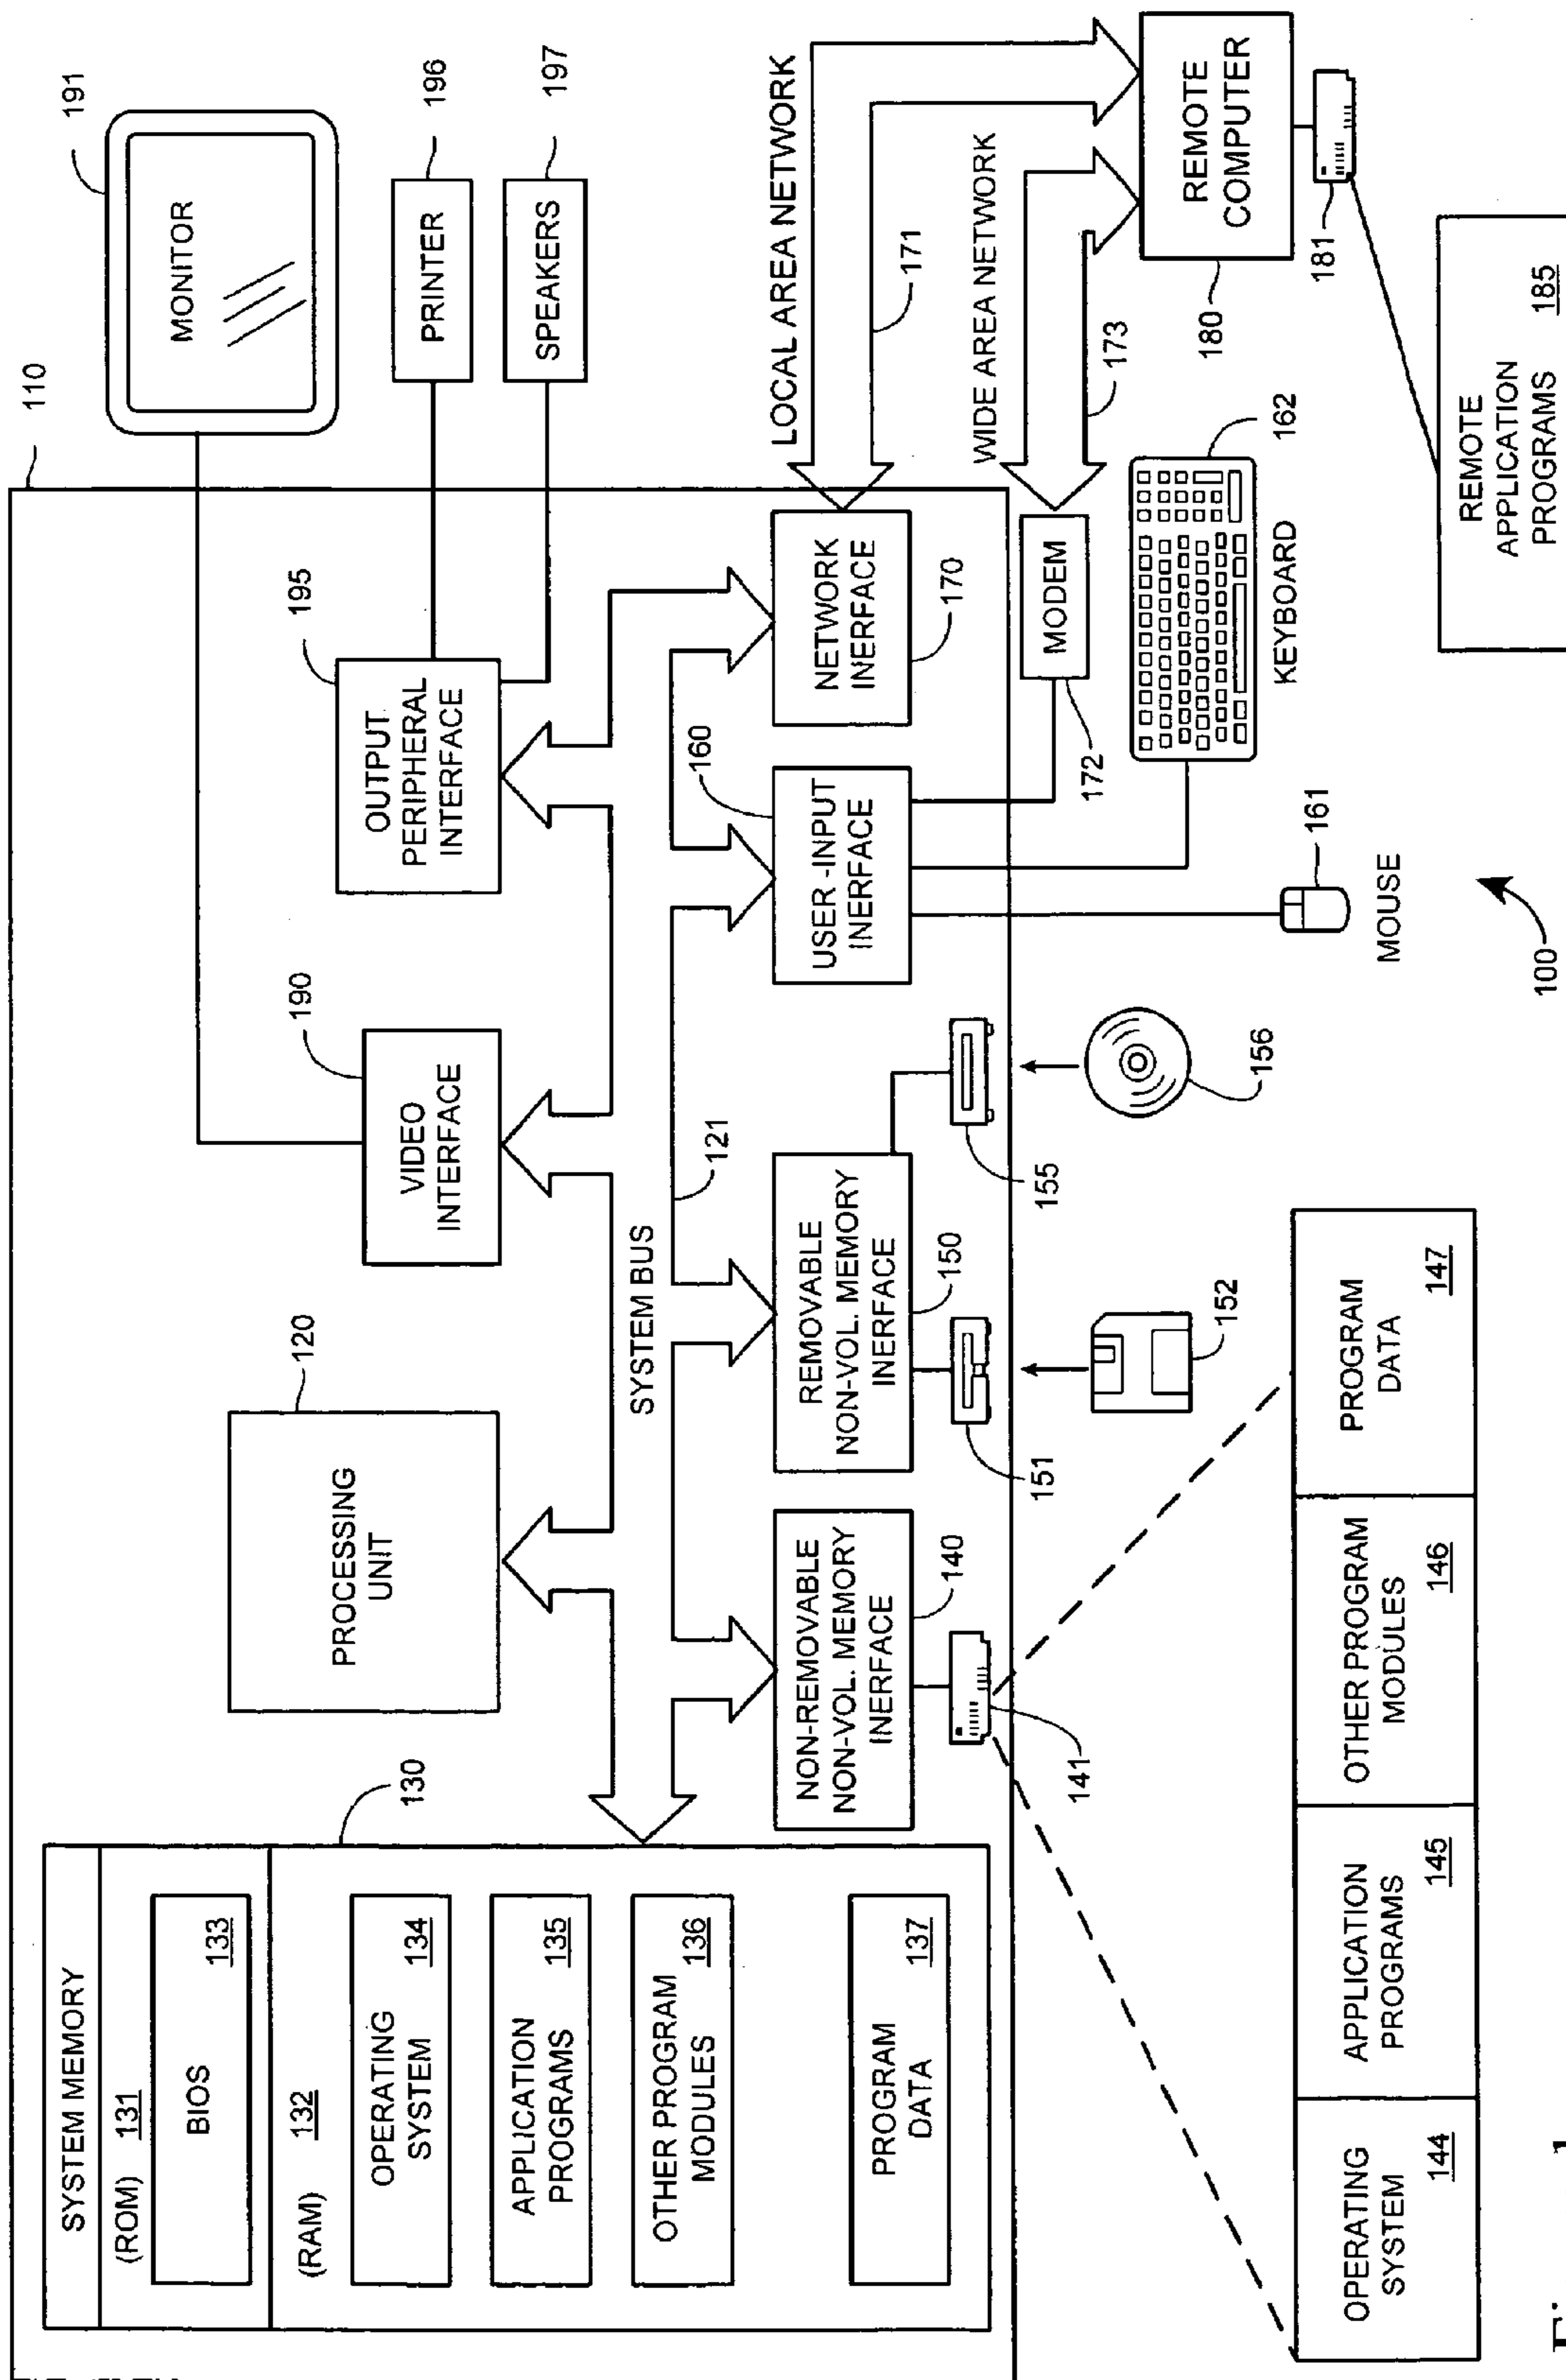 110
SYSTEM MEMORY
(ROM) 131
BIOS
133
(RAM) 132
OPERATING
SYSTEM
134
APPLICATION
PROGRAMS
135
OTHER PROGRAM
MODULES
136
PROGRAM
DATA
137
130
PROCESSING
UNIT
120
VIDEO
INTERFACE
190
OUTPUT
PERIPHERAL
INTERFACE
195
MONITOR
191
PRINTER
196
SPEAKERS
197
SYSTEM BUS
121
NON-REMOVABLE
NON-VOL. MEMORY
INERFACE
140
REMOVABLE
NON-VOL. MEMORY
INERFACE
150
USER -INPUT
INERFACE
160
NETWORK
INERFACE
170
LOCAL AREA NETWORK
171
WIDE AREA NETWORK
173
141
151
155
152
156
MODEM
172
KEYBOARD
162
MOUSE
161
REMOTE
COMPUTER
180
181
REMOTE
APPLICATION
PROGRAMS
185
OPERATING
SYSTEM
144
APPLICATION
PROGRAMS
145
OTHER PROGRAM
MODULES
146
PROGRAM
DATA
147
100